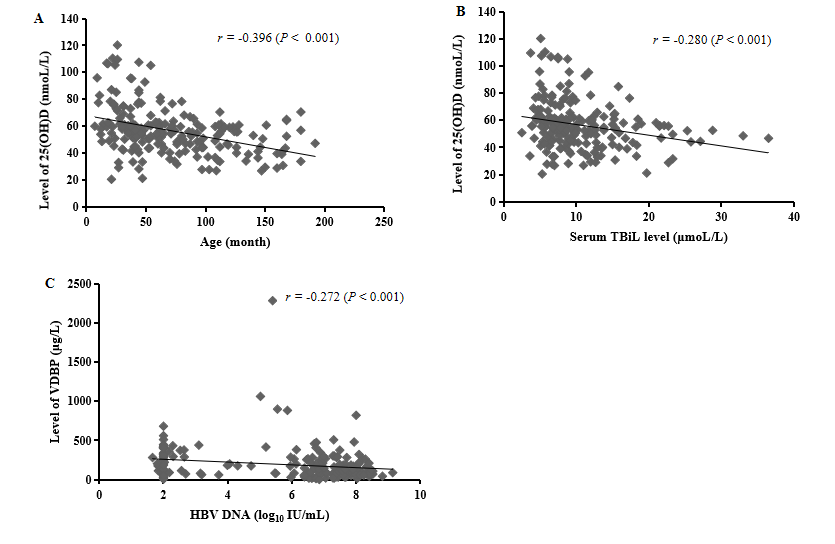 A
r = -0.396 (P < 0.001)
Level of 25(OH)D (nmoL/L)
140
120
100
80
60
40
20
0
0 50 100 150 200 250
Age (month)
B
r = -0.280 (P < 0.001)
Level of 25(OH)D (nmoL/L)
140
120
100
80
60
40
20
0
0 10 20 30 40
Serum TBiL level (μmoL/L)
C
r = -0.272 (P < 0.001)
Level of VDBP (μg/L)
2500
2000
1500
1000
500
0
0 2 4 6 8 10
HBV DNA (log10 IU/mL)